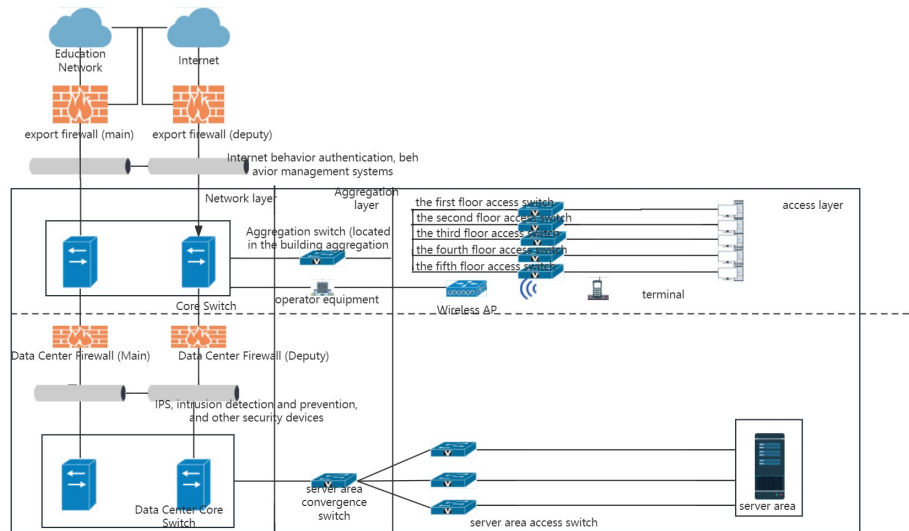 Education
Network
Internet
export firewall (main)
export firewall (deputy)
Internet behavior authentication, beh
avior management systems
Network layer
Aggregation
layer
access layer
the first floor access switch
the second floor access switch
the third floor access switch
the fourth floor access switch
the fifth floor access switch
Aggregation switch (located
in the building aggregation
Core Switch
operator equipment
Wireless AP
terminal
Data Center Firewall (Main)
Data Center Firewall (Deputy)
IPS, intrusion detection and prevention,
and other security devices
Data Center Core
Switch
server area
convergence
switch
server area access switch
server area